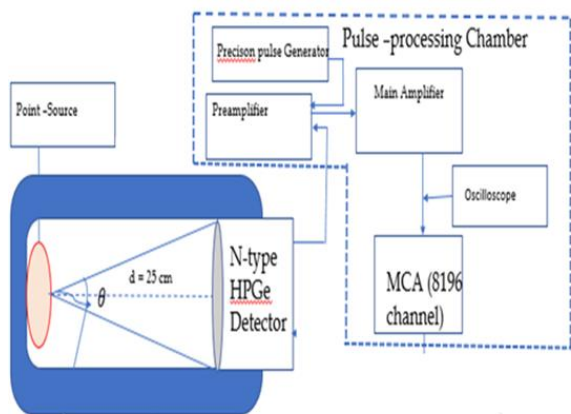 Pulse –processing Chamber
Precison pulse Generator
Main Amplifier
Point –Source
Preamplifier
Oscilloscope
d = 25 cm
θ
N-type
HPGe
Detector
MCA (8196
channel)